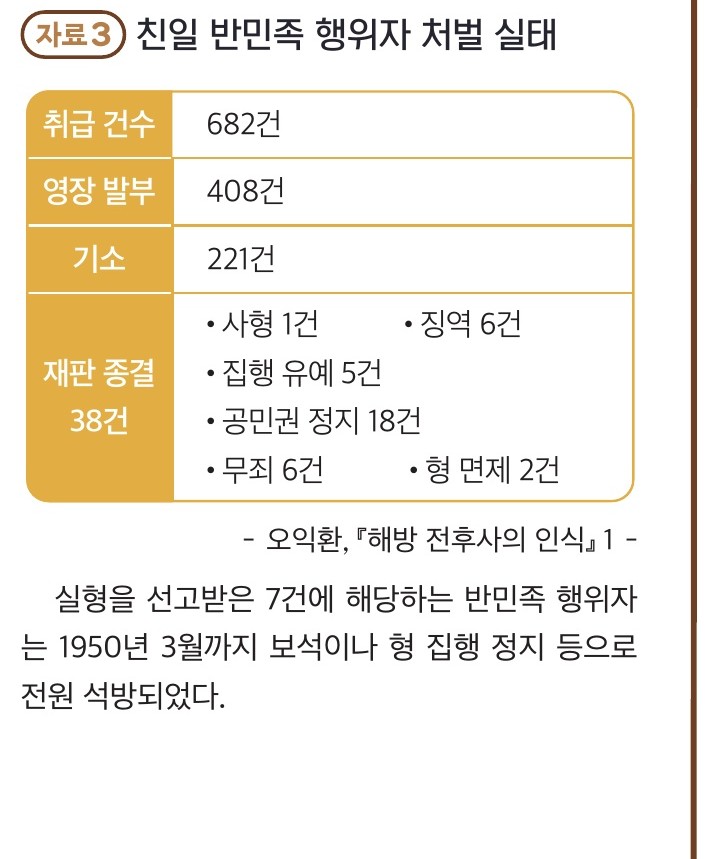 자료3 친일 반민족 행위자 처벌 실태
취급 건수 682건
영장 발부 408건
기소 221건
재판 종결
38건
• 사형 1건 • 징역 6건
• 집행 유예 5건
• 공민권 정지 18건
• 무죄 6건 • 형 면제 2건
- 오익환, 『해방 전후사의 인식』 1 -
실형을 선고받은 7건에 해당하는 반민족 행위자
는 1950년 3월까지 보석이나 형 집행 정지 등으로
전원 석방되었다.